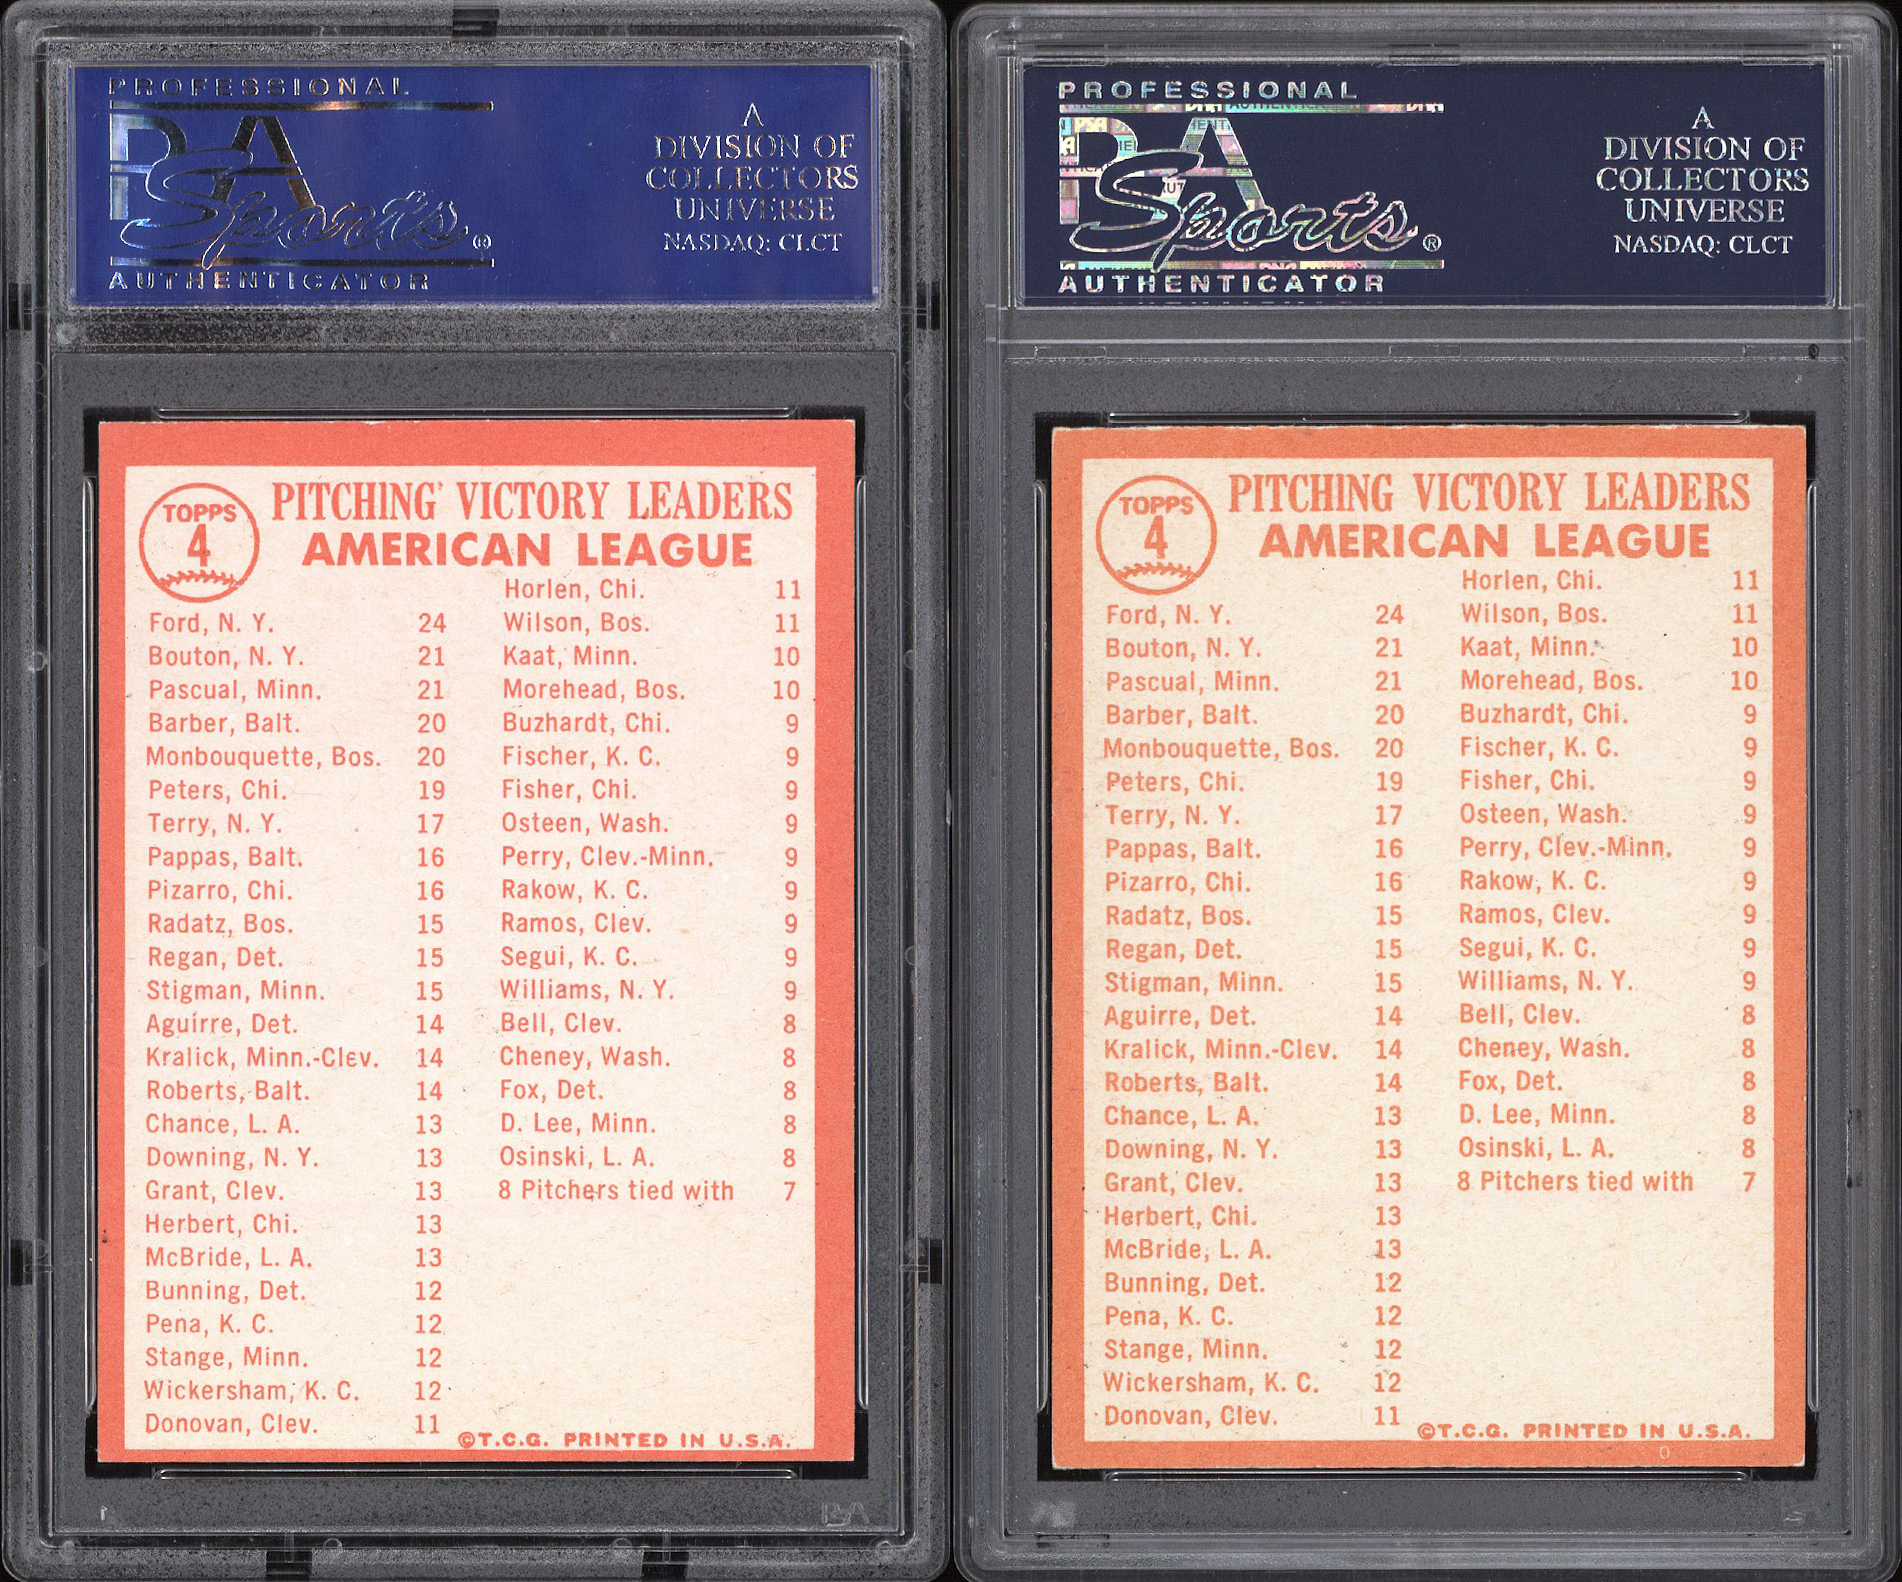 PROFESSIONAL
PSA
Sports®
AUTHENTICATOR
A
DIVISION OF
COLLECTORS
UNIVERSE
NASDAQ: CLCT
TOPPS
4
PITCHING VICTORY LEADERS
AMERICAN LEAGUE
Ford, N. Y. 24
Bouton, N. Y. 21
Pascual, Minn. 21
Barber, Balt. 20
Monbouquette, Bos. 20
Peters, Chi. 19
Terry, N. Y. 17
Pappas, Balt. 16
Pizarro, Chi. 16
Radatz, Bos. 15
Regan, Det. 15
Stigman, Minn. 15
Aguirre, Det. 14
Kralick, Minn.-Clev. 14
Roberts, Balt. 14
Chance, L. A. 13
Downing, N. Y. 13
Grant, Clev. 13
Herbert, Chi. 13
McBride, L. A. 13
Bunning, Det. 12
Pena, K. C. 12
Stange, Minn. 12
Wickersham, K. C. 12
Donovan, Clev. 11
Horlen, Chi. 11
Wilson, Bos. 11
Kaat, Minn. 10
Morehead, Bos. 10
Buzhardt, Chi. 9
Fischer, K. C. 9
Fisher, Chi. 9
Osteen, Wash. 9
Perry, Clev.-Minn. 9
Rakow, K. C. 9
Ramos, Clev. 9
Segui, K. C. 9
Williams, N. Y. 9
Bell, Clev. 8
Cheney, Wash. 8
Fox, Det. 8
D. Lee, Minn. 8
Osinski, L. A. 8
8 Pitchers tied with 7
©T.C.G. PRINTED IN U.S.A.
PROFESSIONAL
PSA
Sports®
AUTHENTICATOR
A
DIVISION OF
COLLECTORS
UNIVERSE
NASDAQ: CLCT
TOPPS
4
PITCHING VICTORY LEADERS
AMERICAN LEAGUE
Ford, N. Y. 24
Bouton, N. Y. 21
Pascual, Minn. 21
Barber, Balt. 20
Monbouquette, Bos. 20
Peters, Chi. 19
Terry, N. Y. 17
Pappas, Balt. 16
Pizarro, Chi. 16
Radatz, Bos. 15
Regan, Det. 15
Stigman, Minn. 15
Aguirre, Det. 14
Kralick, Minn.-Clev. 14
Roberts, Balt. 14
Chance, L. A. 13
Downing, N. Y. 13
Grant, Clev. 13
Herbert, Chi. 13
McBride, L. A. 13
Bunning, Det. 12
Pena, K. C. 12
Stange, Minn. 12
Wickersham, K. C. 12
Donovan, Clev. 11
Horlen, Chi. 11
Wilson, Bos. 11
Kaat, Minn. 10
Morehead, Bos. 10
Buzhardt, Chi. 9
Fischer, K. C. 9
Fisher, Chi. 9
Osteen, Wash. 9
Perry, Clev.-Minn. 9
Rakow, K. C. 9
Ramos, Clev. 9
Segui, K. C. 9
Williams, N. Y. 9
Bell, Clev. 8
Cheney, Wash. 8
Fox, Det. 8
D. Lee, Minn. 8
Osinski, L. A. 8
8 Pitchers tied with 7
©T.C.G. PRINTED IN U.S.A.